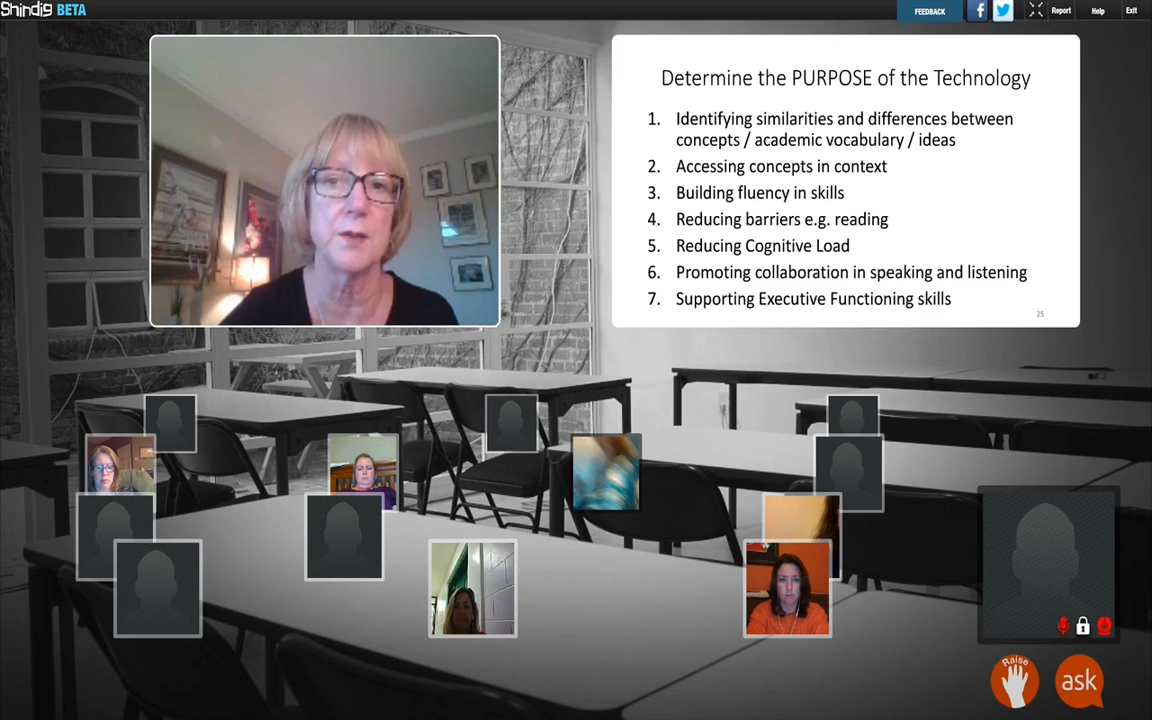 Shindig BETA
FEEDBACK
Report
Help
Exit
Determine the PURPOSE of the Technology
1. Identifying similarities and differences between
concepts / academic vocabulary / ideas
2. Accessing concepts in context
3. Building fluency in skills
4. Reducing barriers e.g. reading
5. Reducing Cognitive Load
6. Promoting collaboration in speaking and listening
7. Supporting Executive Functioning skills
25
Raise
ask